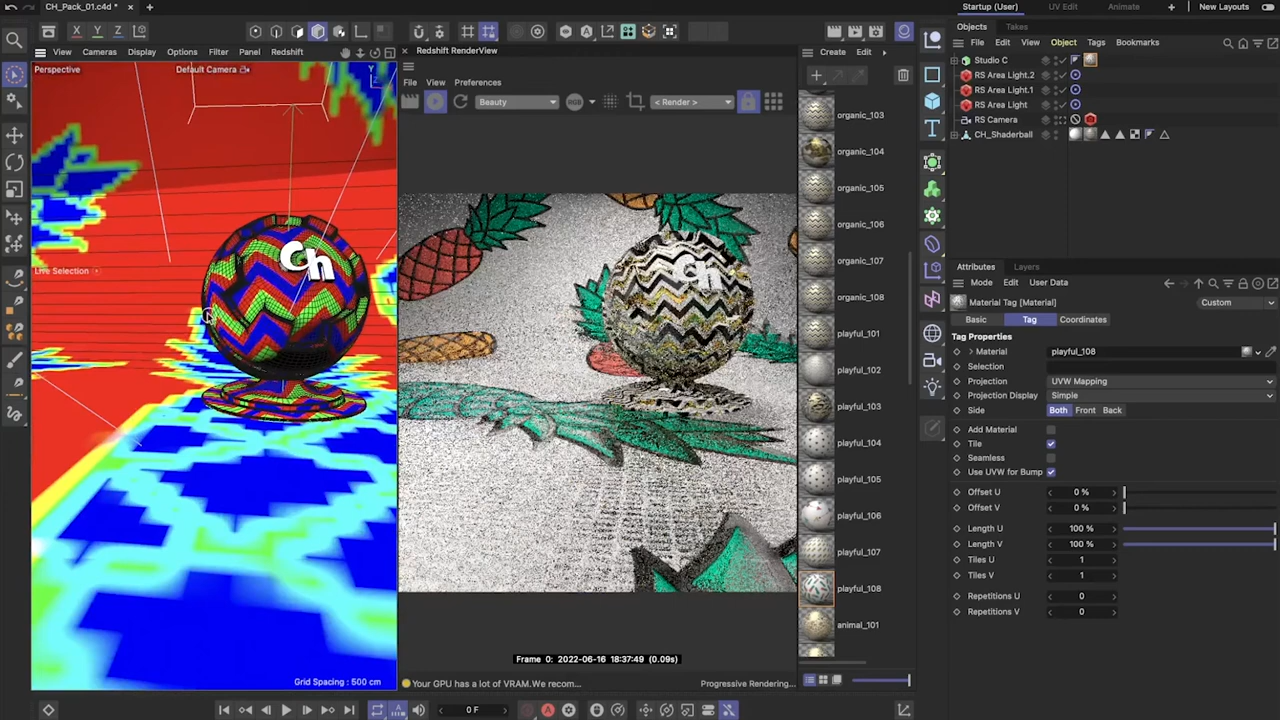 CH_Pack_01.c4d *
Startup (User)
UV Edit
Animate
New Layouts
X Y Z
Objects Takes
Create Edit
File Edit View Object Tags Bookmarks
View Cameras Display Options Filter Panel Redshift
Redshift RenderView
File View Preferences
Beauty
RGB
< Render >
Perspective
Default Camera
Y
Z
Live Selection
Ch
Grid Spacing : 500 cm
Ch
Frame 0: 2022-06-16 18:37:49 (0.09s)
Your GPU has a lot of VRAM.We recom...
Progressive Rendering...
organic_103
organic_104
organic_105
organic_106
organic_107
organic_108
playful_101
playful_102
playful_103
playful_104
playful_105
playful_106
playful_107
playful_108
animal_101
Studio C
RS Area Light.2
RS Area Light.1
RS Area Light
RS Camera
CH_Shaderball
Attributes Layers
Mode Edit User Data
Material Tag [Material]
Custom
Basic Tag Coordinates
Tag Properties
Material playful_108
Selection
Projection UVW Mapping
Projection Display Simple
Side Both Front Back
Add Material
Tile
Seamless
Use UVW for Bump
Offset U 0 %
Offset V 0 %
Length U 100 %
Length V 100 %
Tiles U 1
Tiles V 1
Repetitions U 0
Repetitions V 0
0 F